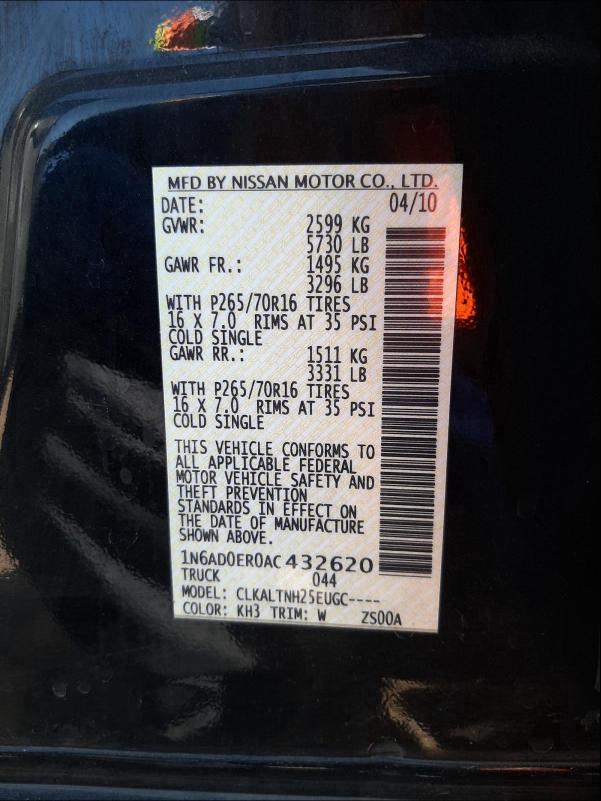 MFD BY NISSAN MOTOR CO., LTD.
DATE: 04/10
GVWR: 2599 KG
5730 LB
GAWR FR.: 1495 KG
3296 LB
WITH P265/70R16 TIRES
16 X 7.0 RIMS AT 35 PSI
COLD SINGLE
GAWR RR.: 1511 KG
3331 LB
WITH P265/70R16 TIRES
16 X 7.0 RIMS AT 35 PSI
COLD SINGLE
THIS VEHICLE CONFORMS TO
ALL APPLICABLE FEDERAL
MOTOR VEHICLE SAFETY AND
THEFT PREVENTION
STANDARDS IN EFFECT ON
THE DATE OF MANUFACTURE
SHOWN ABOVE.
1N6AD0ER0AC432620
TRUCK 044
MODEL: CLKALTNH25EUGC----
COLOR: KH3 TRIM: W ZS00A